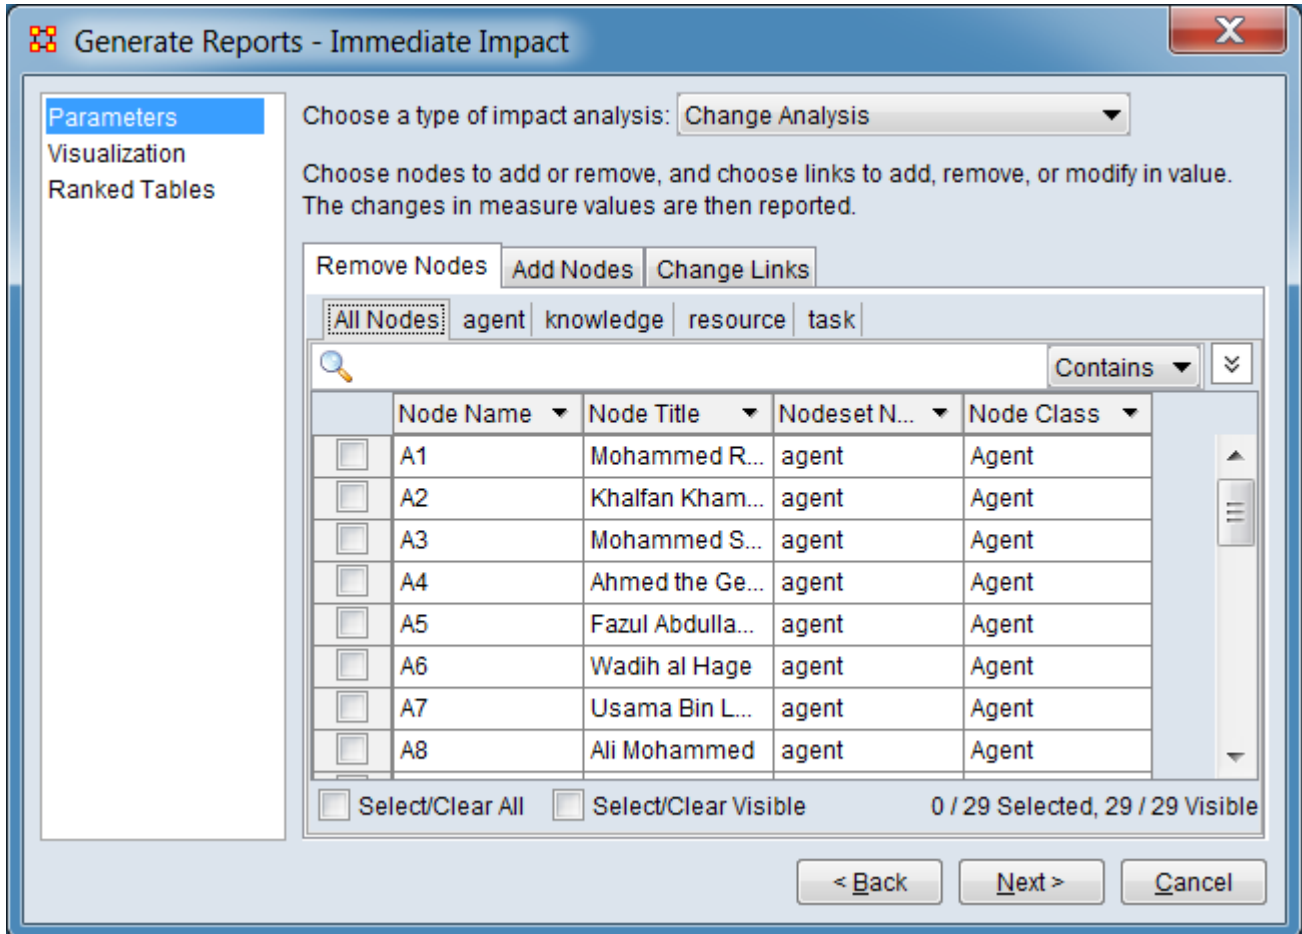 Generate Reports - Immediate Impact
X
Parameters
Visualization
Ranked Tables
Choose a type of impact analysis: Change Analysis
Choose nodes to add or remove, and choose links to add, remove, or modify in value.
The changes in measure values are then reported.
Remove Nodes Add Nodes Change Links
All Nodes agent knowledge resource task
Contains
Node Name Node Title Nodeset N... Node Class
A1 Mohammed R... agent Agent
A2 Khalfan Kham... agent Agent
A3 Mohammed S... agent Agent
A4 Ahmed the Ge... agent Agent
A5 Fazul Abdulla... agent Agent
A6 Wadih al Hage agent Agent
A7 Usama Bin L... agent Agent
A8 Ali Mohammed agent Agent
Select/Clear All Select/Clear Visible 0 / 29 Selected, 29 / 29 Visible
< Back Next > Cancel